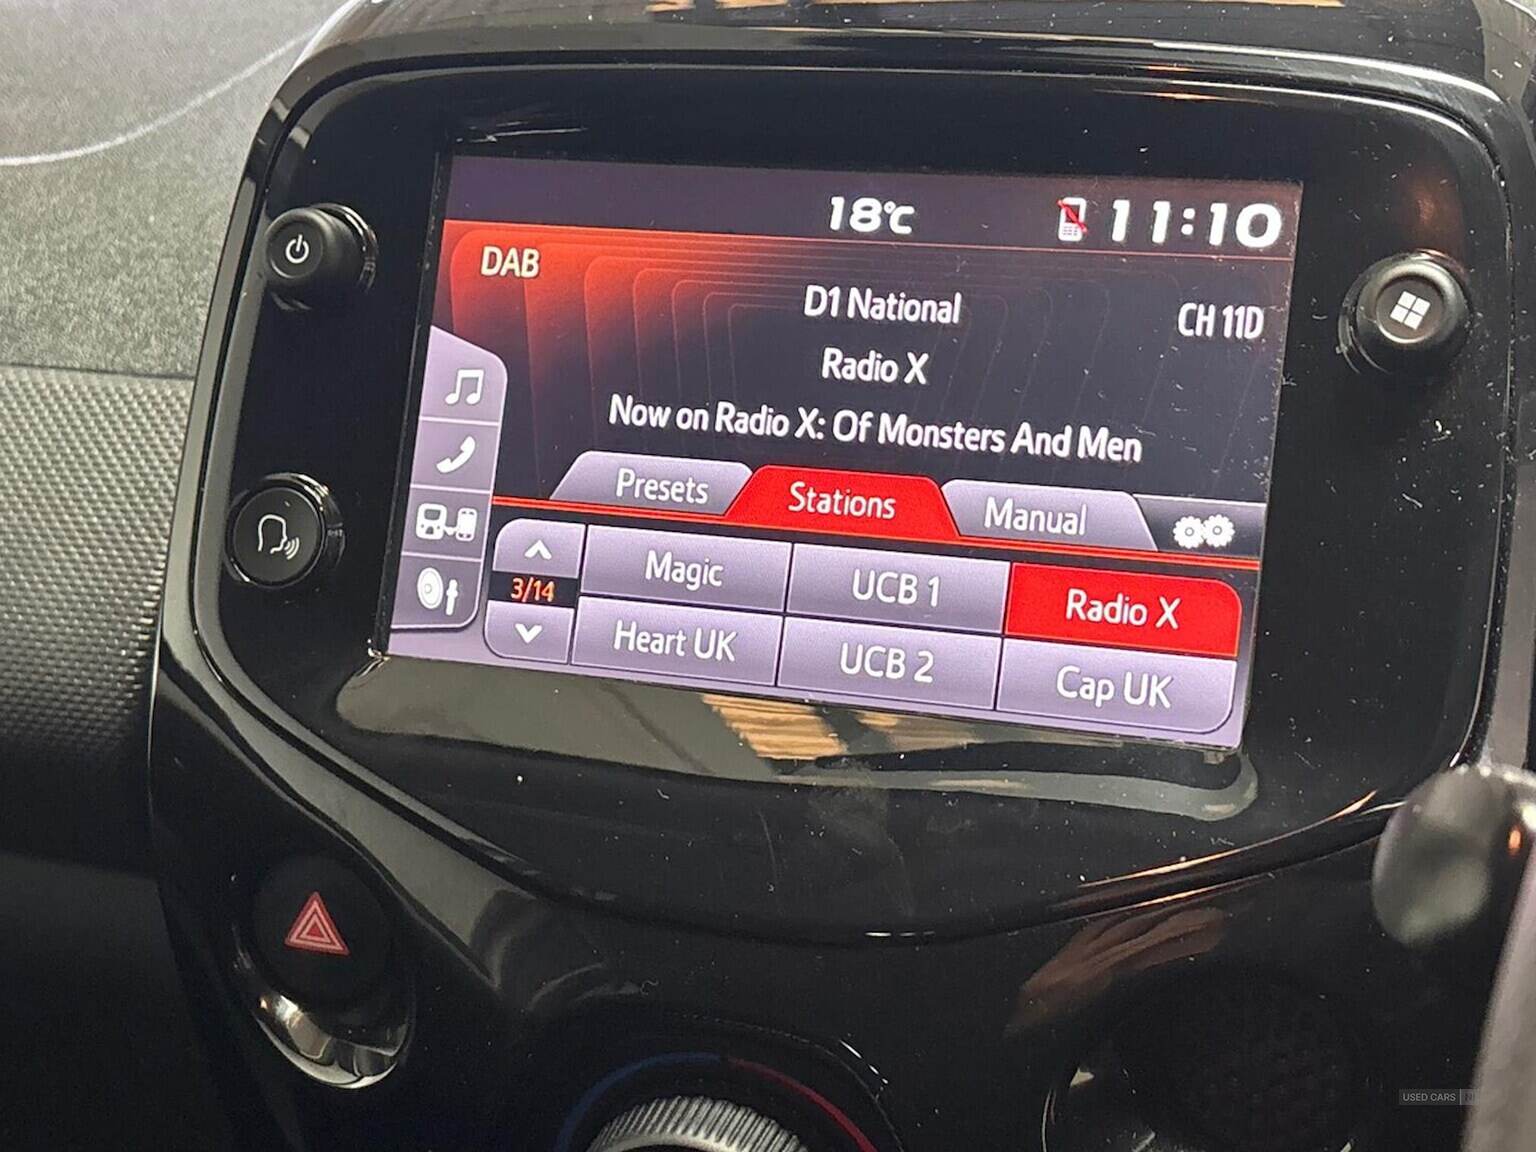 18°C 11:10
DAB
D1 National CH 11D
Radio X
Now on Radio X: Of Monsters And Men
Presets Stations Manual
Magic UCB 1 Radio X
3/14
Heart UK UCB 2 Cap UK
USED CARS NI